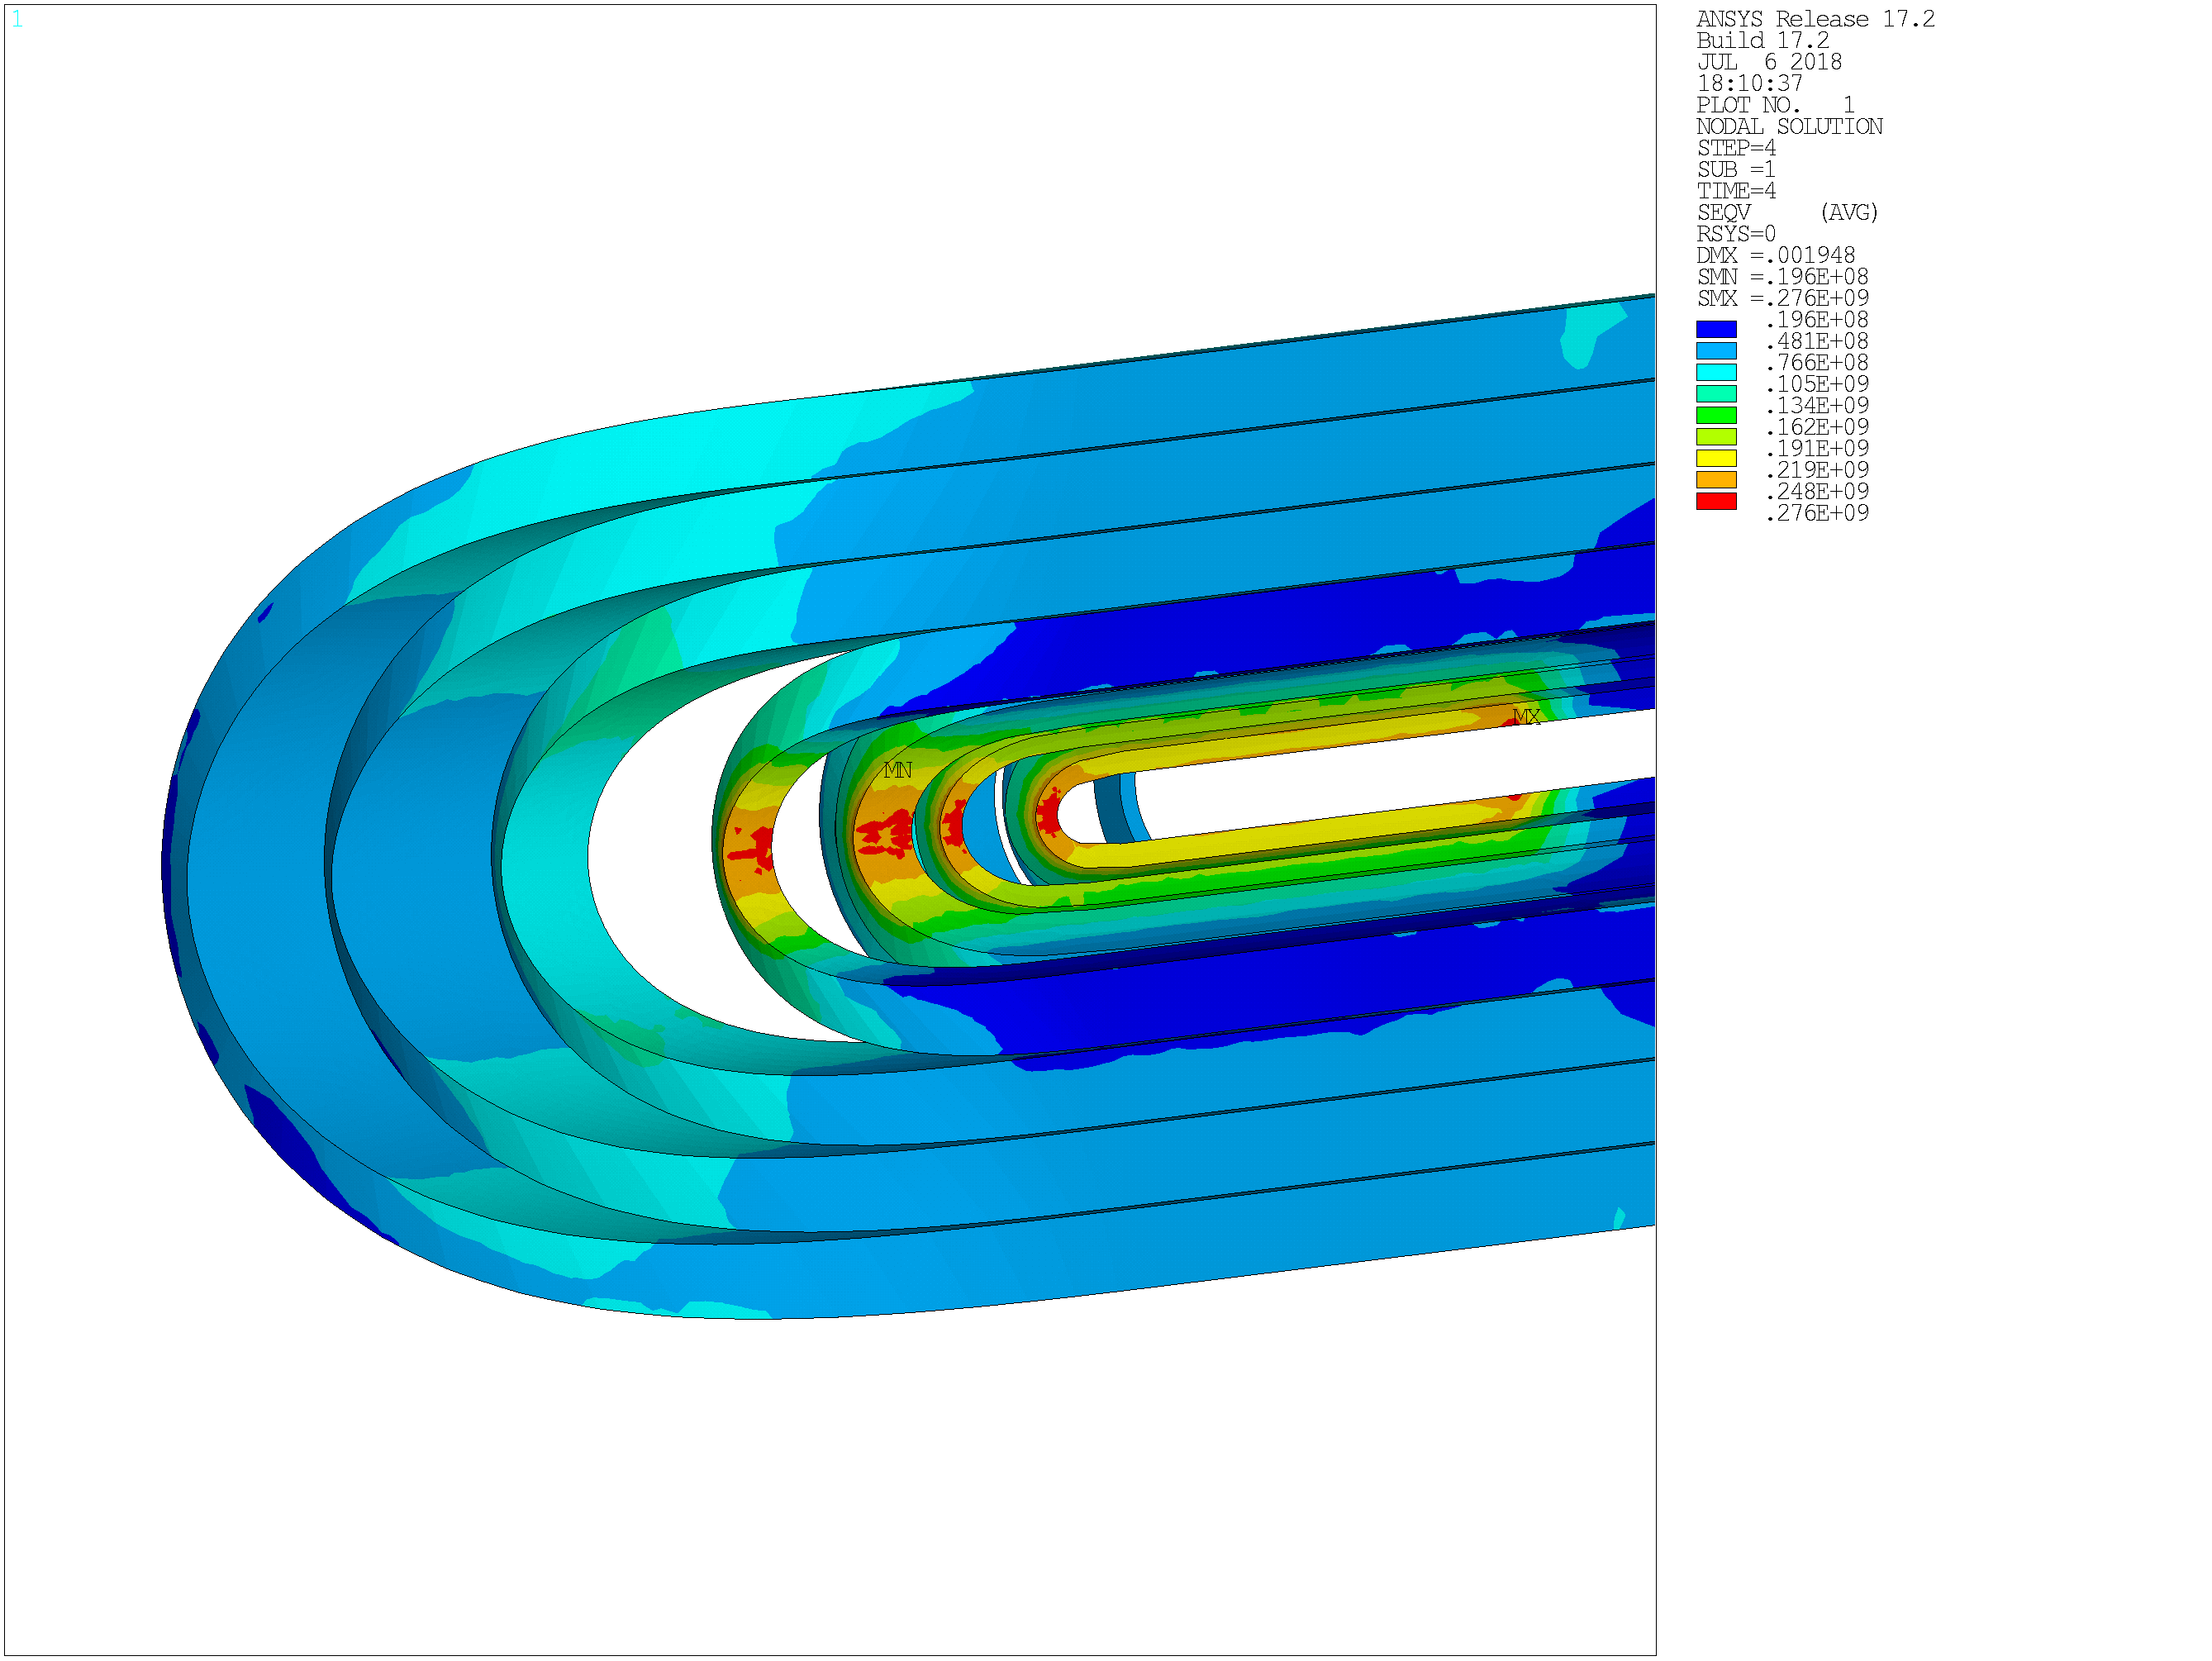 1
ANSYS Release 17.2
Build 17.2
JUL  6 2018
18:10:37
PLOT NO.   1
NODAL SOLUTION
STEP=4
SUB =1
TIME=4
SEQV     (AVG)
RSYS=0
DMX =.001948
SMN =.196E+08
SMX =.276E+09
.196E+08
.481E+08
.766E+08
.105E+09
.134E+09
.162E+09
.191E+09
.219E+09
.248E+09
.276E+09
MX
MN